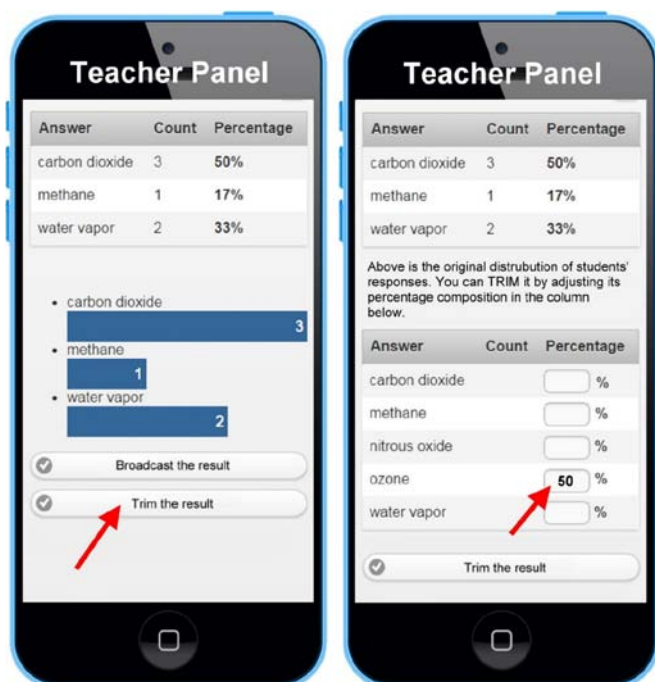 Teacher Panel
Answer Count Percentage
carbon dioxide 3 50%
methane 1 17%
water vapor 2 33%
• carbon dioxide
3
• methane
1
• water vapor
2
Broadcast the result
Trim the result
Teacher Panel
Answer Count Percentage
carbon dioxide 3 50%
methane 1 17%
water vapor 2 33%
Above is the original distrubution of students'
responses. You can TRIM it by adjusting its
percentage composition in the column
below.
Answer Count Percentage
carbon dioxide %
methane %
nitrous oxide %
ozone 50 %
water vapor %
Trim the result